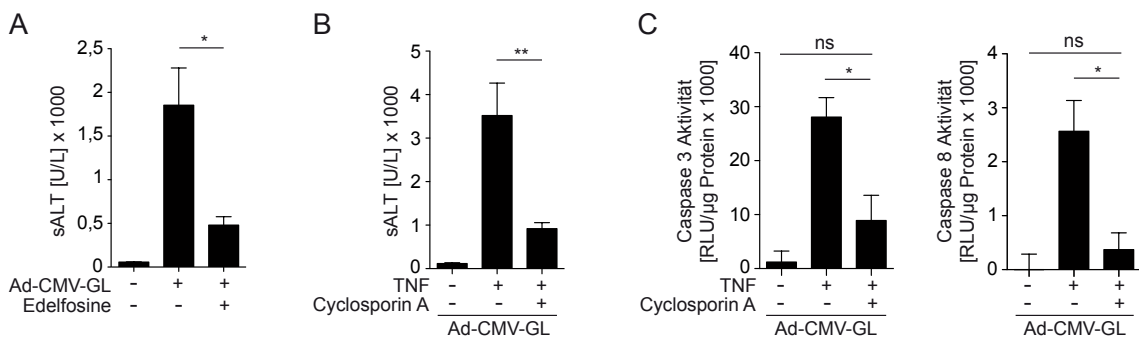 A
sALT [U/L] x 1000
2,5
2
1,5
1
0,5
0
*
Ad-CMV-GL - + +
Edelfosine - - +
B
sALT [U/L] x 1000
5
4
3
2
1
0
**
TNF - + +
Cyclosporin A - - +
Ad-CMV-GL
C
Caspase 3 Aktivität
[RLU/µg Protein x 1000]
40
30
20
10
0
ns
*
TNF - + +
Cyclosporin A - - +
Ad-CMV-GL
Caspase 8 Aktivität
[RLU/µg Protein x 1000]
4
3
2
1
0
ns
*
- + +
- - +
Ad-CMV-GL